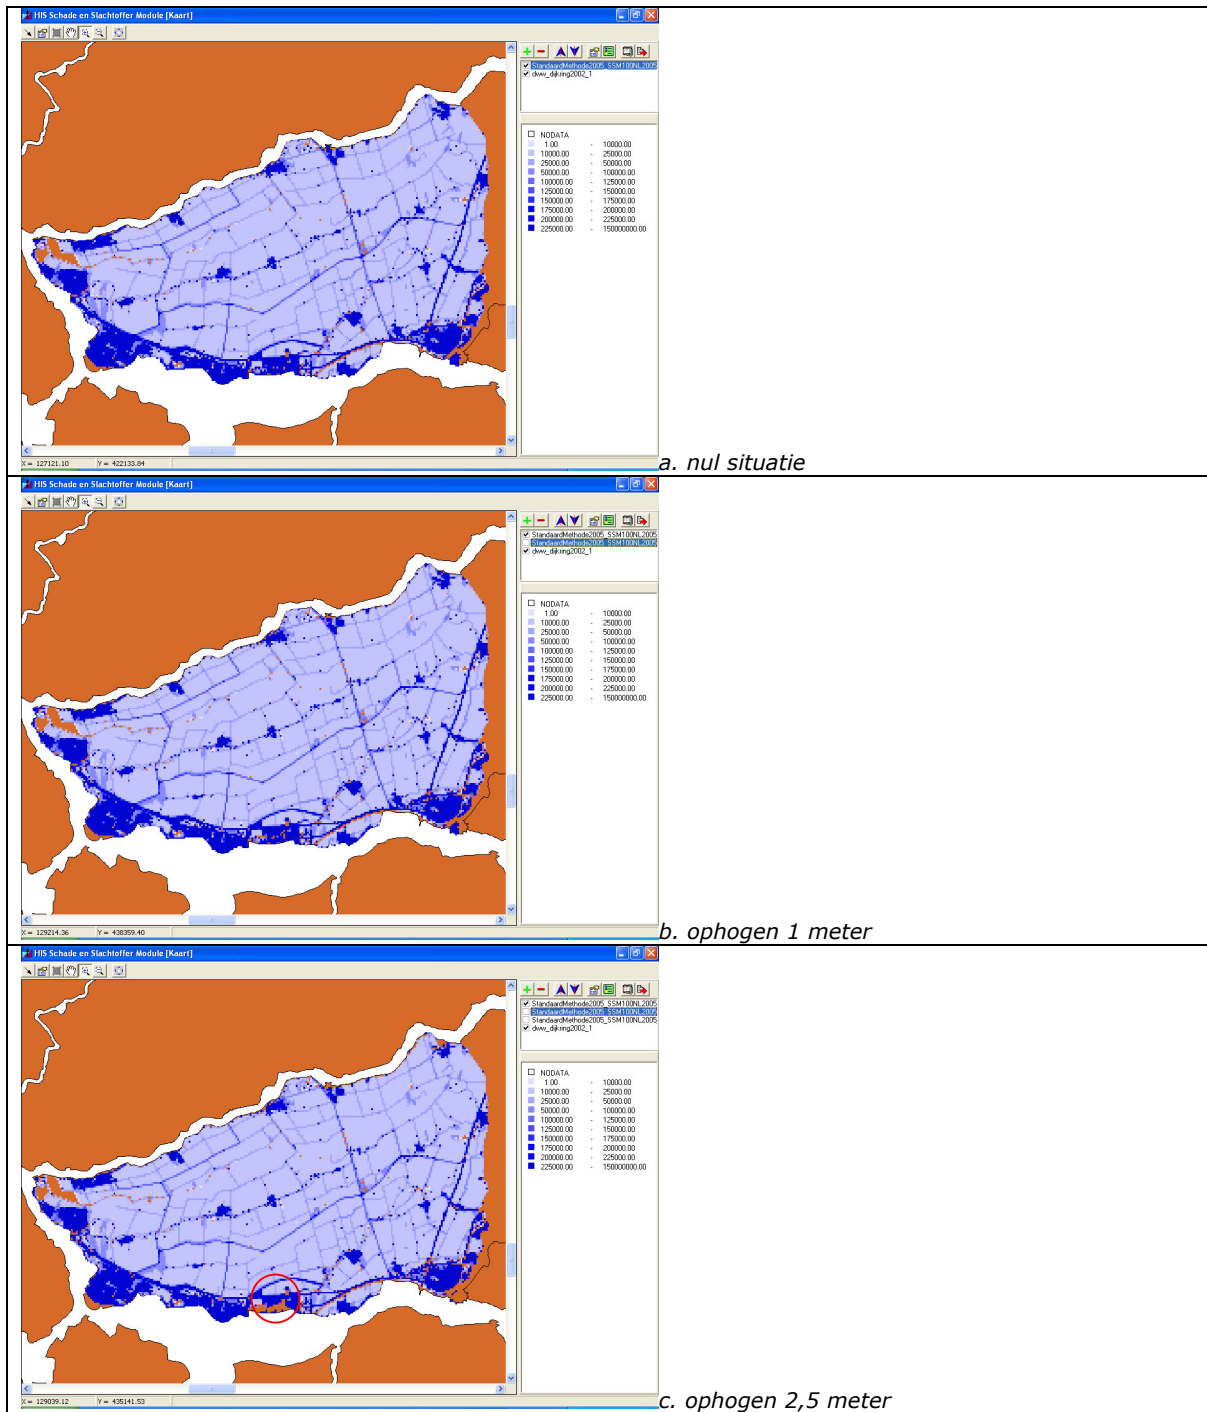 HIS Schade en Slachtoffer Module [Kaart]
StandaardMethode2005_SSM100NL2005
dww_dijkring2002_1
NODATA
1.00 - 10000.00
10000.00 - 25000.00
25000.00 - 50000.00
50000.00 - 100000.00
100000.00 - 125000.00
125000.00 - 150000.00
150000.00 - 175000.00
175000.00 - 200000.00
200000.00 - 225000.00
225000.00 - 150000000.00
X = 127121.10 Y = 422133.84
a. nul situatie
HIS Schade en Slachtoffer Module [Kaart]
StandaardMethode2005_SSM100NL2005
StandaardMethode2005_SSM100NL2005
dww_dijkring2002_1
NODATA
1.00 - 10000.00
10000.00 - 25000.00
25000.00 - 50000.00
50000.00 - 100000.00
100000.00 - 125000.00
125000.00 - 150000.00
150000.00 - 175000.00
175000.00 - 200000.00
200000.00 - 225000.00
225000.00 - 150000000.00
X = 129214.36 Y = 438359.40
b. ophogen 1 meter
HIS Schade en Slachtoffer Module [Kaart]
StandaardMethode2005_SSM100NL2005
StandaardMethode2005_SSM100NL2005
StandaardMethode2005_SSM100NL2005
dww_dijkring2002_1
NODATA
1.00 - 10000.00
10000.00 - 25000.00
25000.00 - 50000.00
50000.00 - 100000.00
100000.00 - 125000.00
125000.00 - 150000.00
150000.00 - 175000.00
175000.00 - 200000.00
200000.00 - 225000.00
225000.00 - 150000000.00
X = 129039.12 Y = 435141.53
c. ophogen 2,5 meter